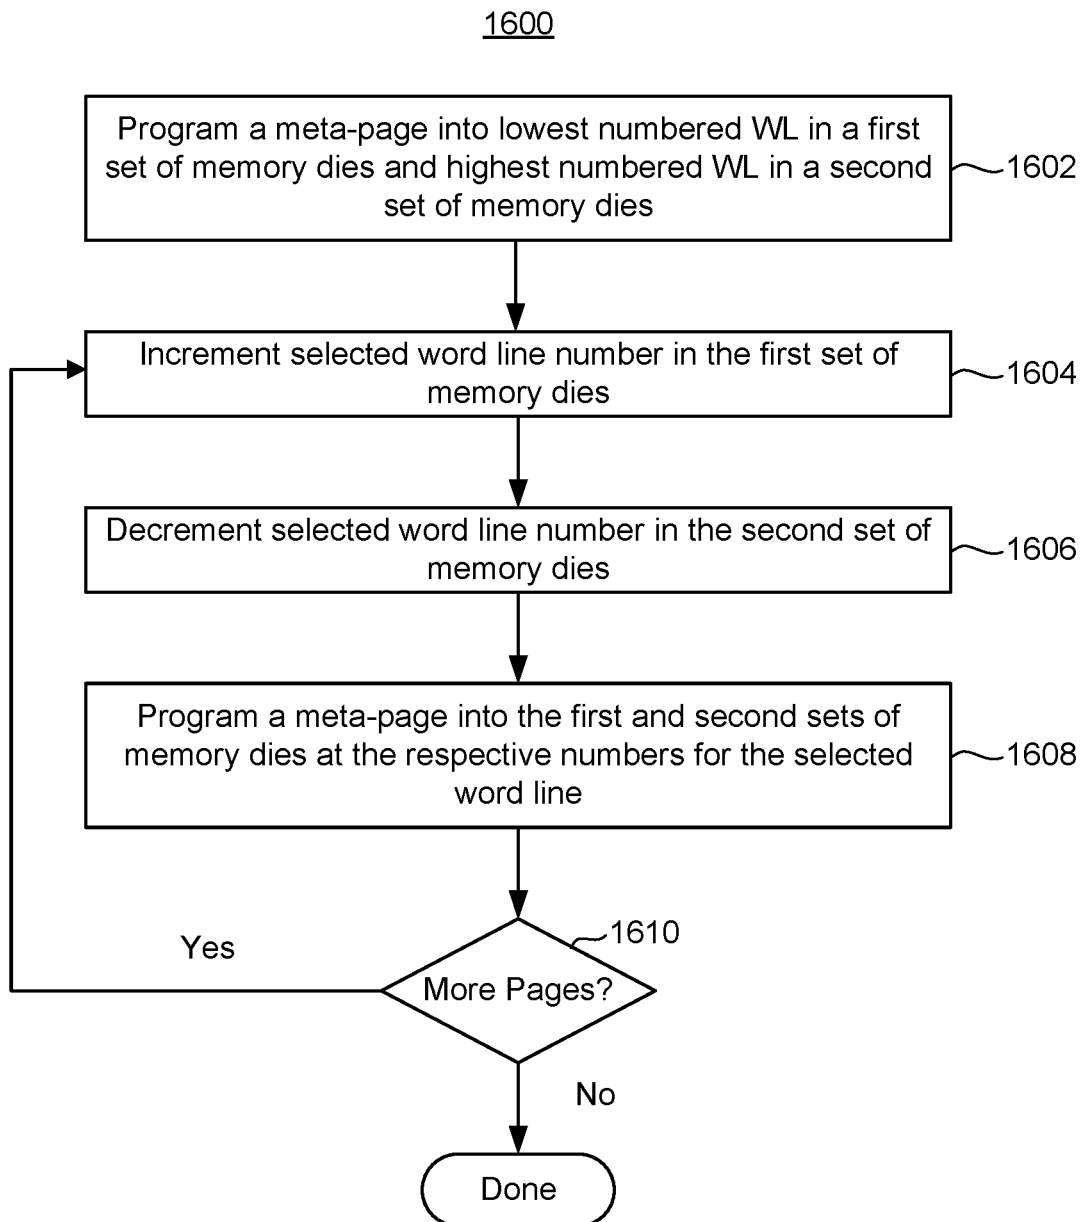 1600
Program a meta-page into lowest numbered WL in a first
set of memory dies and highest numbered WL in a second
set of memory dies
1602
Increment selected word line number in the first set of
memory dies
1604
Decrement selected word line number in the second set of
memory dies
1606
Program a meta-page into the first and second sets of
memory dies at the respective numbers for the selected
word line
1608
1610
Yes
More Pages?
No
Done